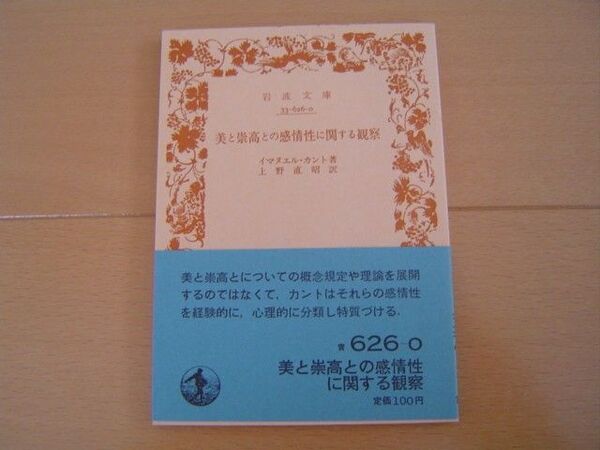 岩波文庫
33-626-0
美と崇高との感情性に関する観察
イマヌエル・カント著
上野直昭訳
美と崇高とについての概念規定や理論を展開
するのではなくて，カントはそれらの感情性
を経験的に，心理的に分類し特質づける．
青 626-0
美と崇高との感情性
に関する観察
定価100円